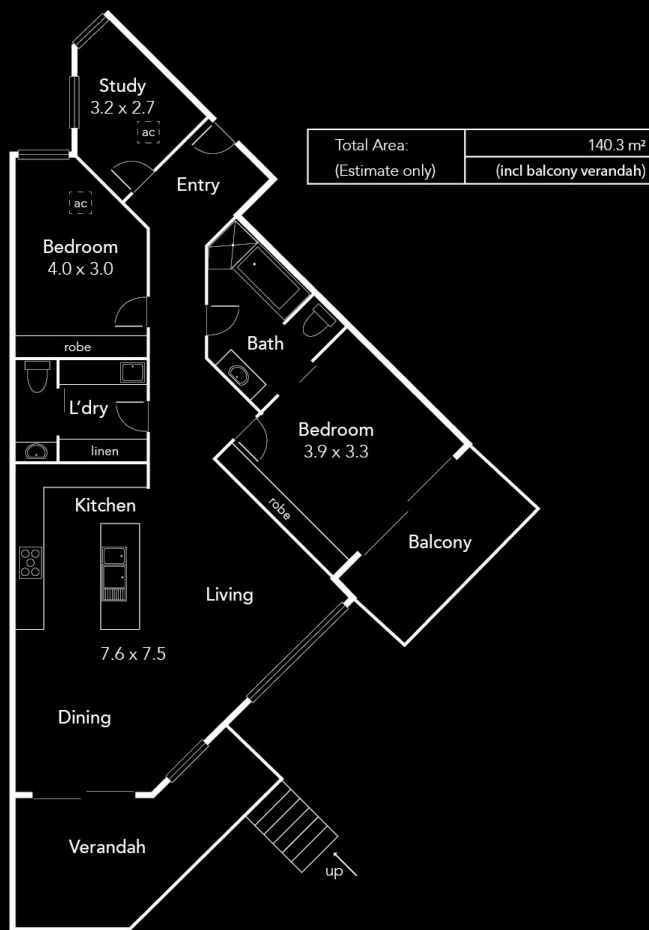 Study
3.2 x 2.7
ac
Total Area:
140.3 m²
(Estimate only)
(incl balcony verandah)
Entry
ac
Bedroom
4.0 x 3.0
robe
Bath
L'dry
linen
Bedroom
3.9 x 3.3
robe
Kitchen
Balcony
Living
7.6 x 7.5
Dining
Verandah
up